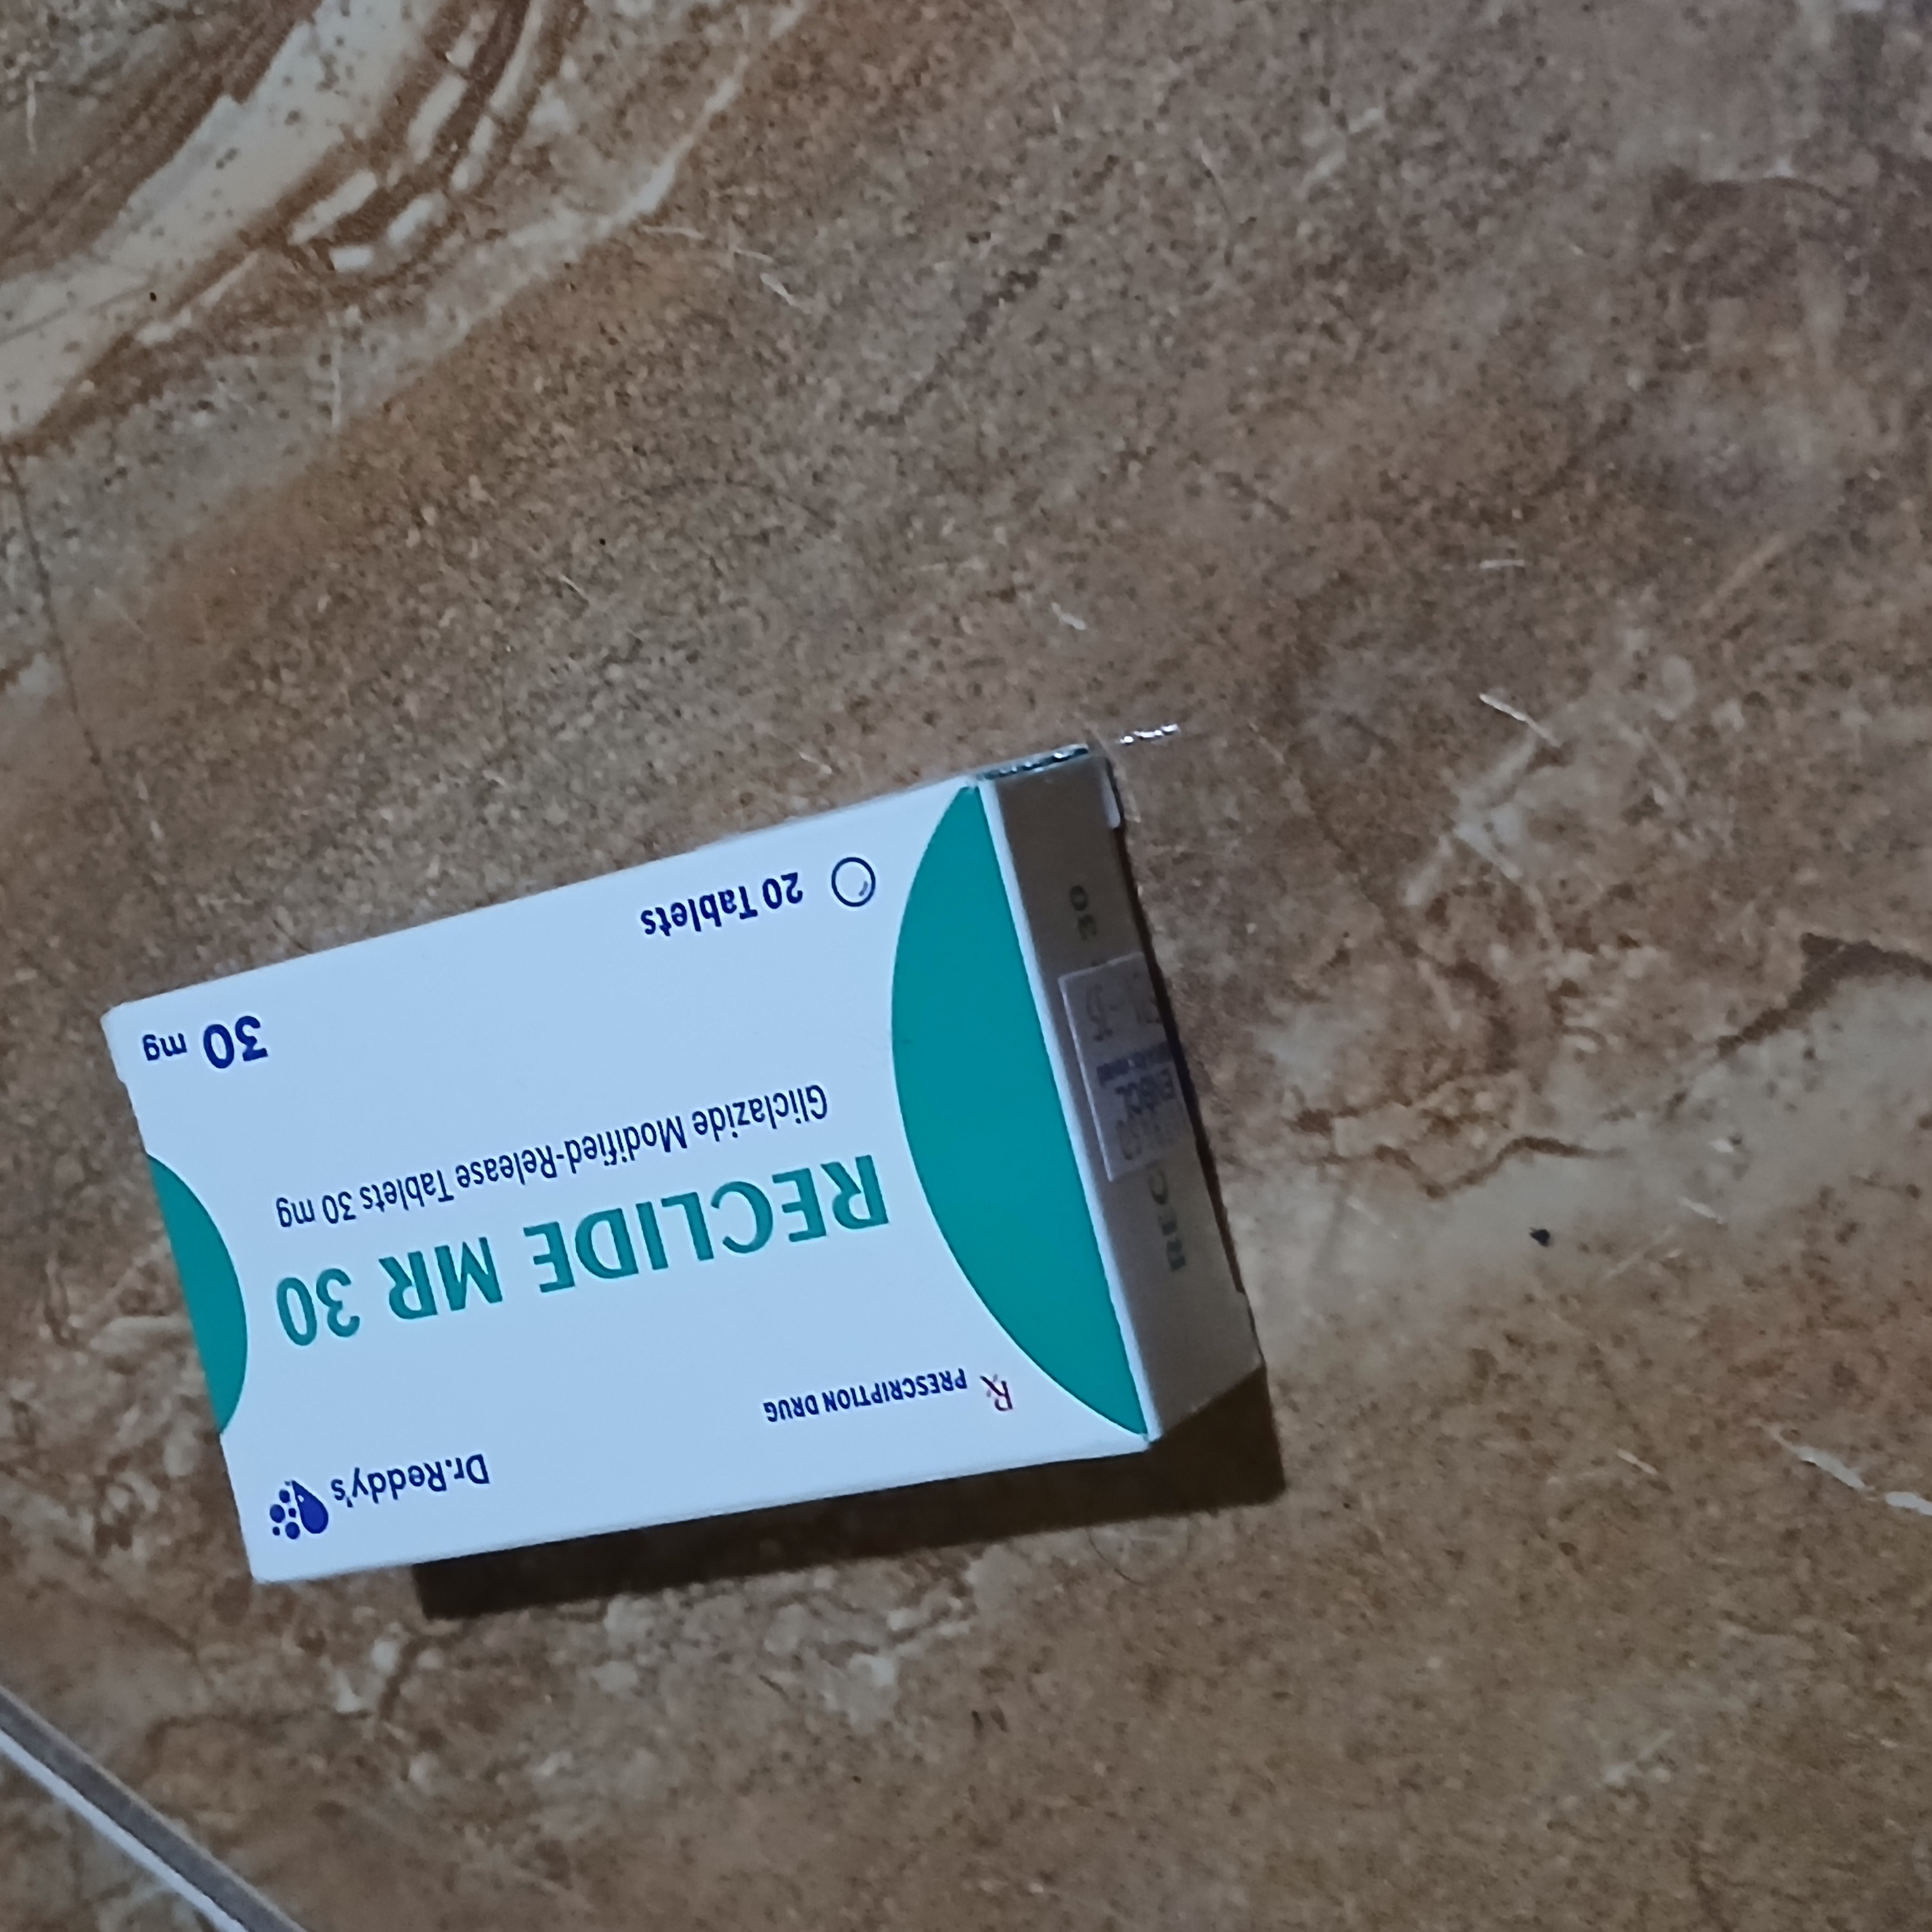 ℞ PRESCRIPTION DRUG
Dr.Reddy's
RECLIDE MR 30
Gliclazide Modified-Release Tablets 30 mg
20 Tablets
30 mg
30